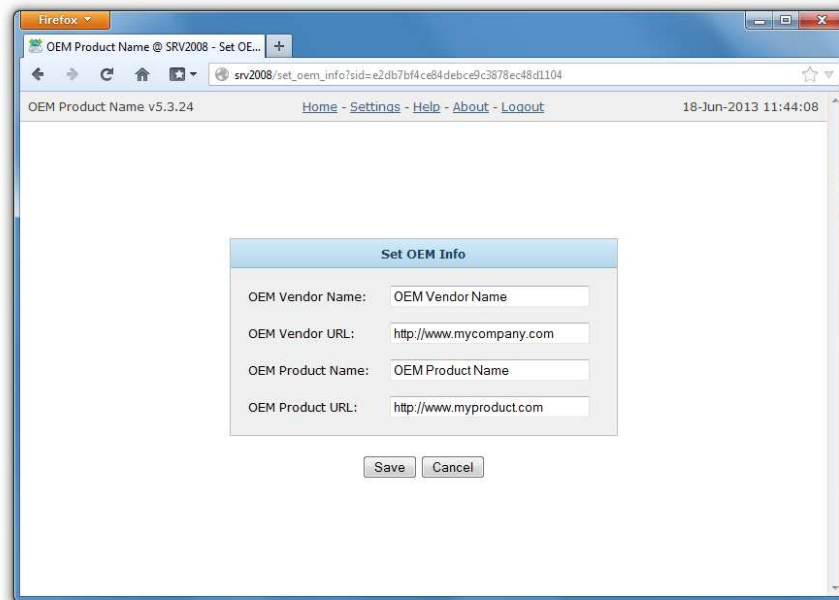 Firefox
OEM Product Name @ SRV2008 - Set OE...
srv2008/set_oem_info?sid=e2db7bf4ce84debce9c3878ec48d1104
OEM Product Name v5.3.24 Home - Settings - Help - About - Logout 18-Jun-2013 11:44:08
Set OEM Info
OEM Vendor Name: OEM Vendor Name
OEM Vendor URL: http://www.mycompany.com
OEM Product Name: OEM Product Name
OEM Product URL: http://www.myproduct.com
Save Cancel